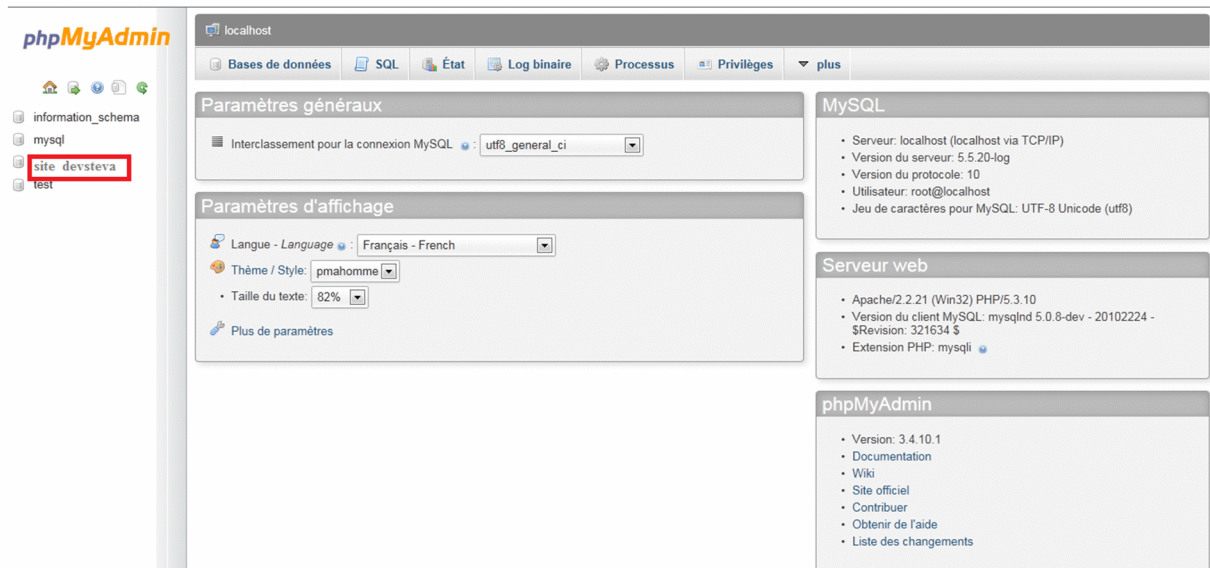 phpMyAdmin
information_schema
mysql
site devsteva
test
localhost
Bases de données SQL État Log binaire Processus Privilèges plus
Paramètres généraux
Interclassement pour la connexion MySQL : utf8_general_ci
Paramètres d'affichage
Langue - Language : Français - French
Thème / Style: pmahomme
• Taille du texte: 82%
Plus de paramètres
MySQL
• Serveur: localhost (localhost via TCP/IP)
• Version du serveur: 5.5.20-log
• Version du protocole: 10
• Utilisateur: root@localhost
• Jeu de caractères pour MySQL: UTF-8 Unicode (utf8)
Serveur web
• Apache/2.2.21 (Win32) PHP/5.3.10
• Version du client MySQL: mysqlnd 5.0.8-dev - 20102224 -
$Revision: 321634 $
• Extension PHP: mysqli
phpMyAdmin
• Version: 3.4.10.1
• Documentation
• Wiki
• Site officiel
• Contribuer
• Obtenir de l'aide
• Liste des changements